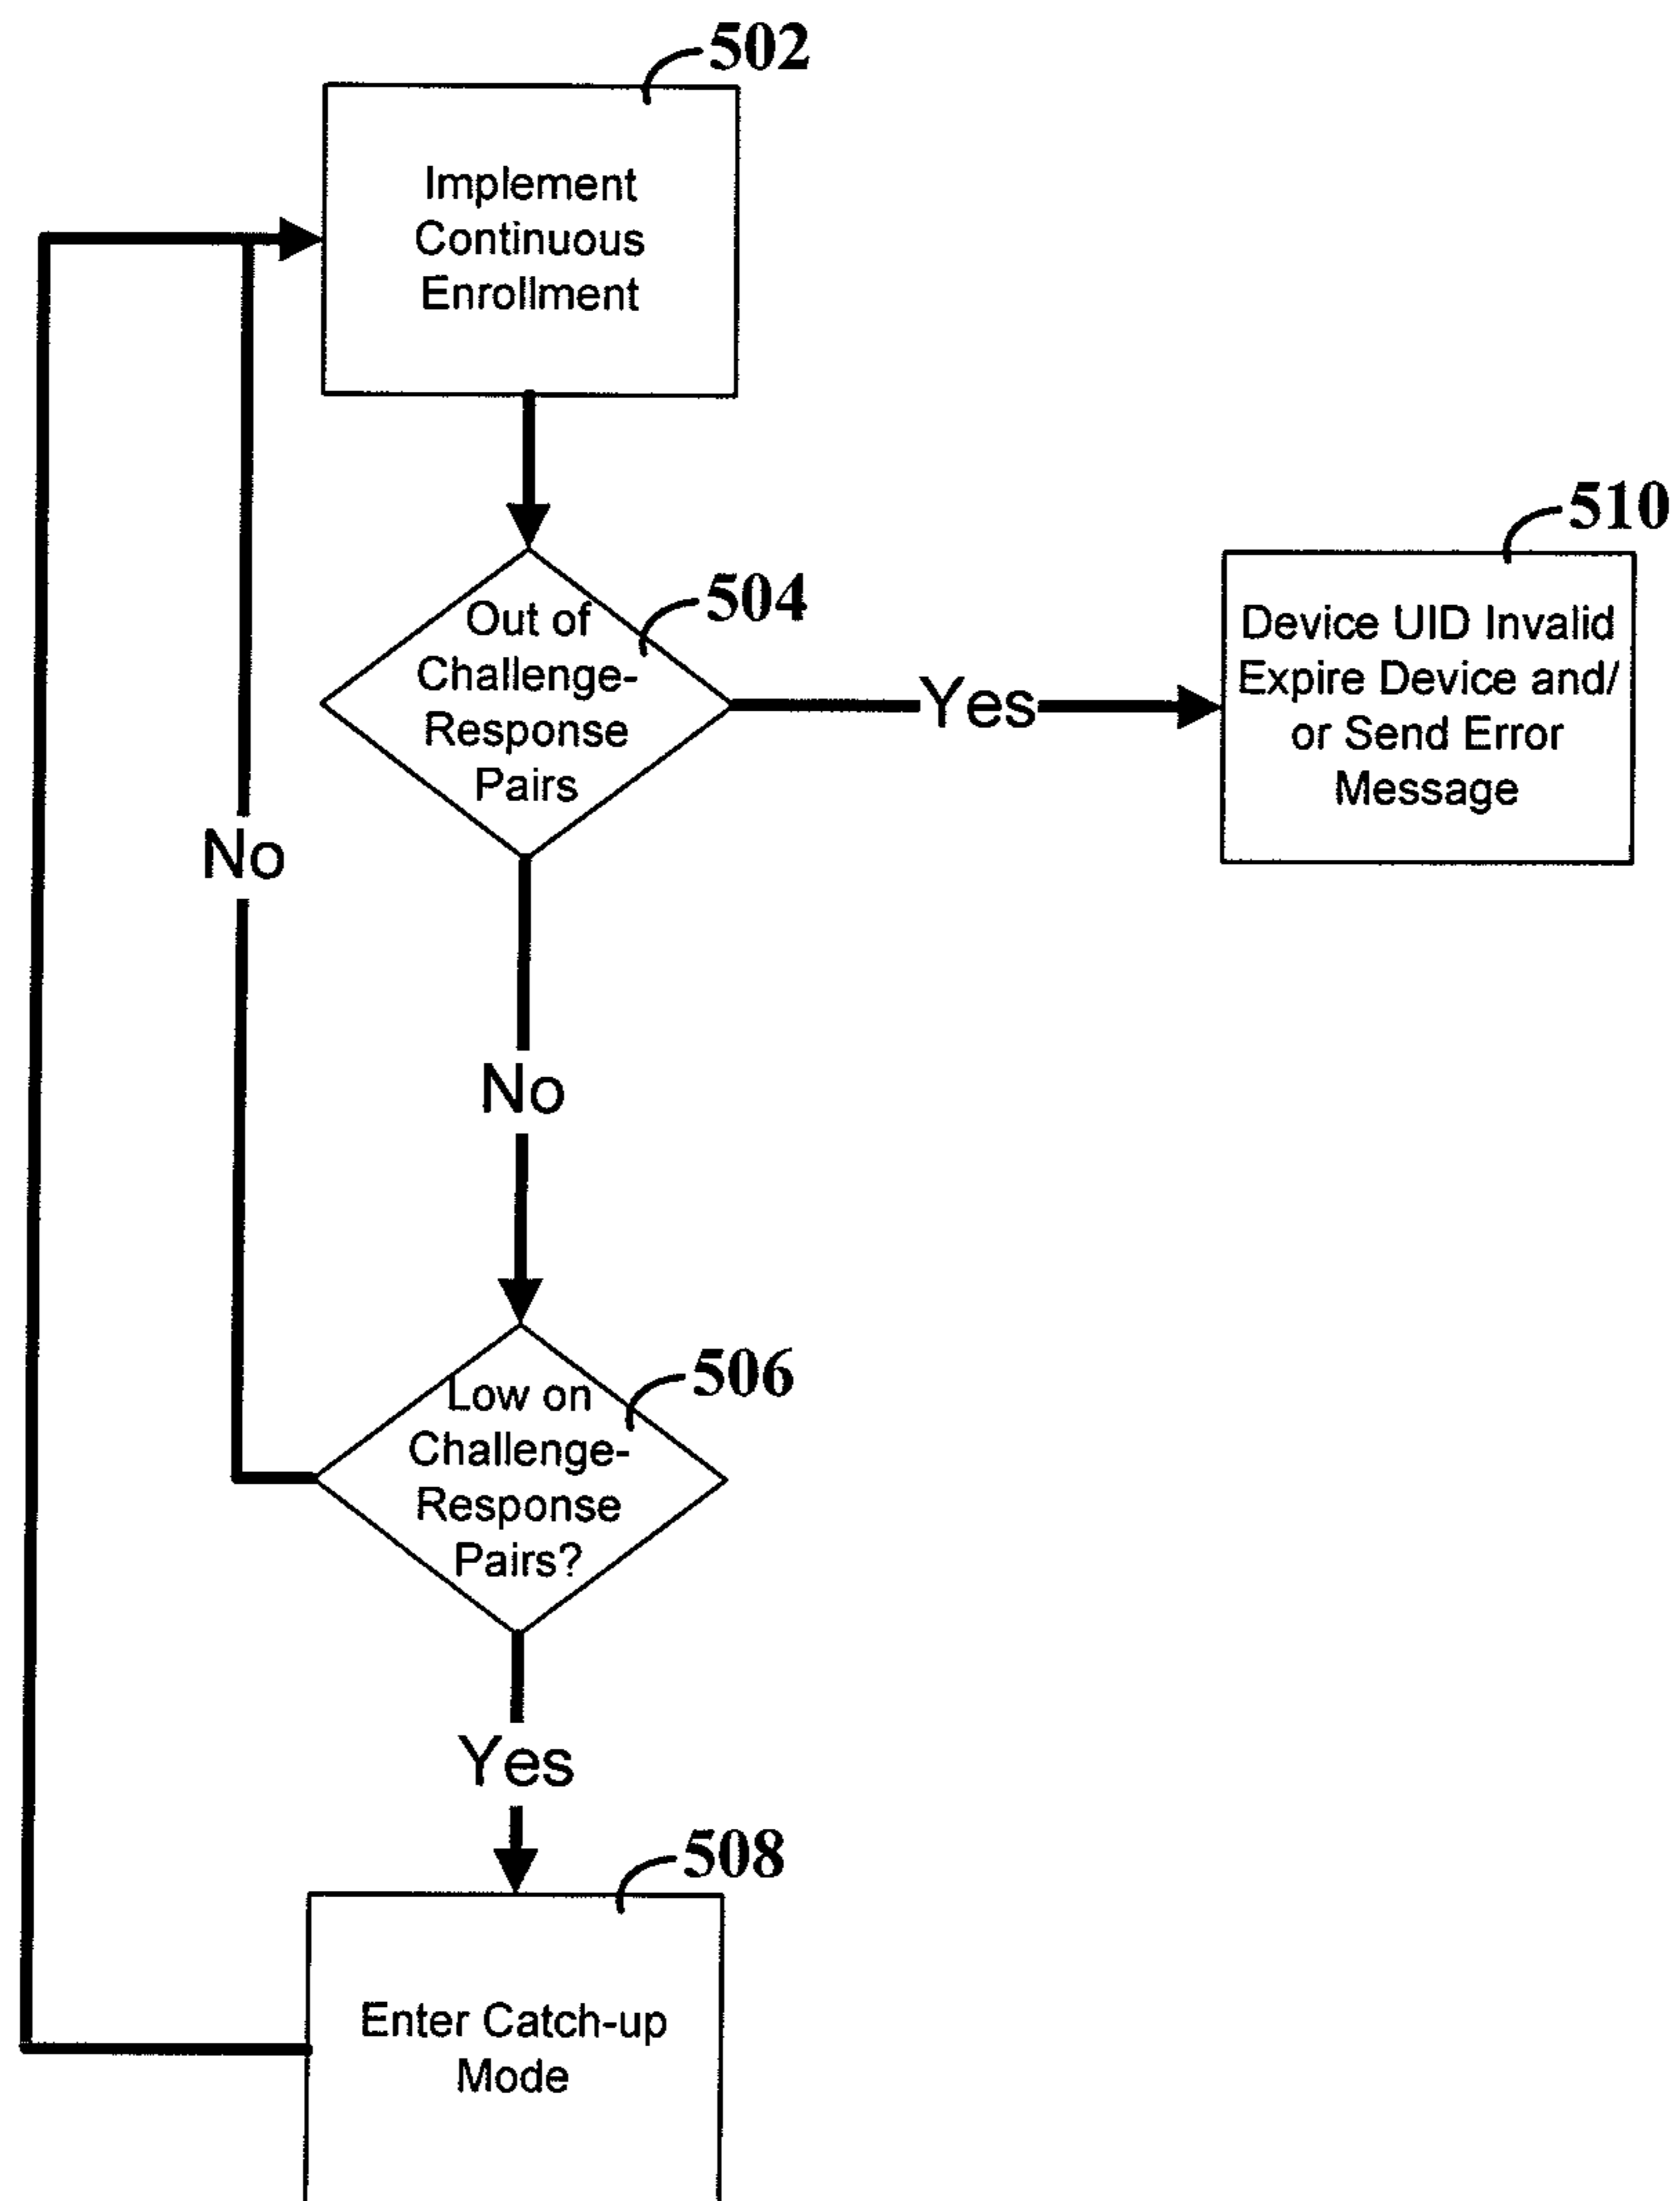 502
Implement
Continuous
Enrollment
504
Out of
Challenge-
Response
Pairs
Yes
510
Device UID Invalid
Expire Device and/
or Send Error
Message
No
No
506
Low on
Challenge-
Response
Pairs?
Yes
508
Enter Catch-up
Mode